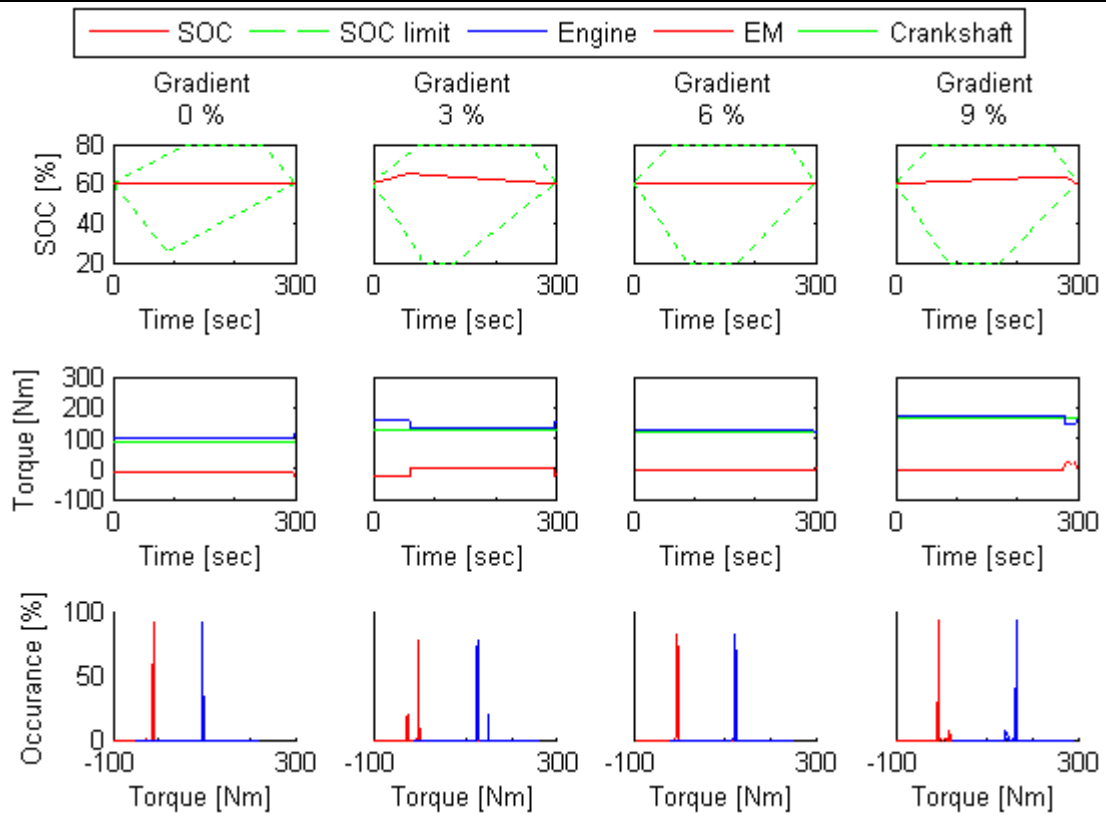 SOC SOC limit Engine EM Crankshaft
Gradient Gradient Gradient Gradient
0 % 3 % 6 % 9 %
SOC [%]
80
60
40
20
0 300 0 300 0 300 0 300
Time [sec] Time [sec] Time [sec] Time [sec]
Torque [Nm]
300
200
100
0
-100
0 300 0 300 0 300 0 300
Time [sec] Time [sec] Time [sec] Time [sec]
Occurance [%]
100
50
0
-100 300 -100 300 -100 300 -100 300
Torque [Nm] Torque [Nm] Torque [Nm] Torque [Nm]